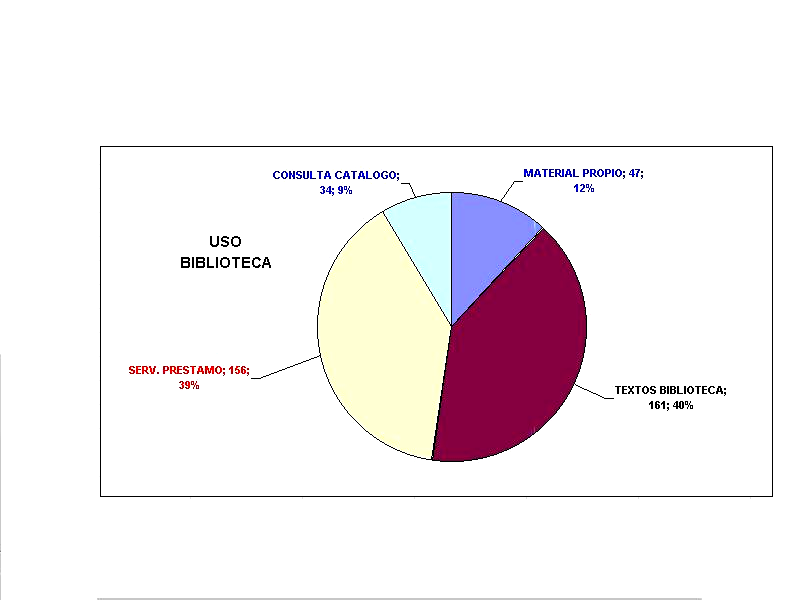 CONSULTA CATALOGO;
34; 9%
MATERIAL PROPIO; 47;
12%
USO
BIBLIOTECA
SERV. PRESTAMO; 156;
39%
TEXTOS BIBLIOTECA;
161; 40%